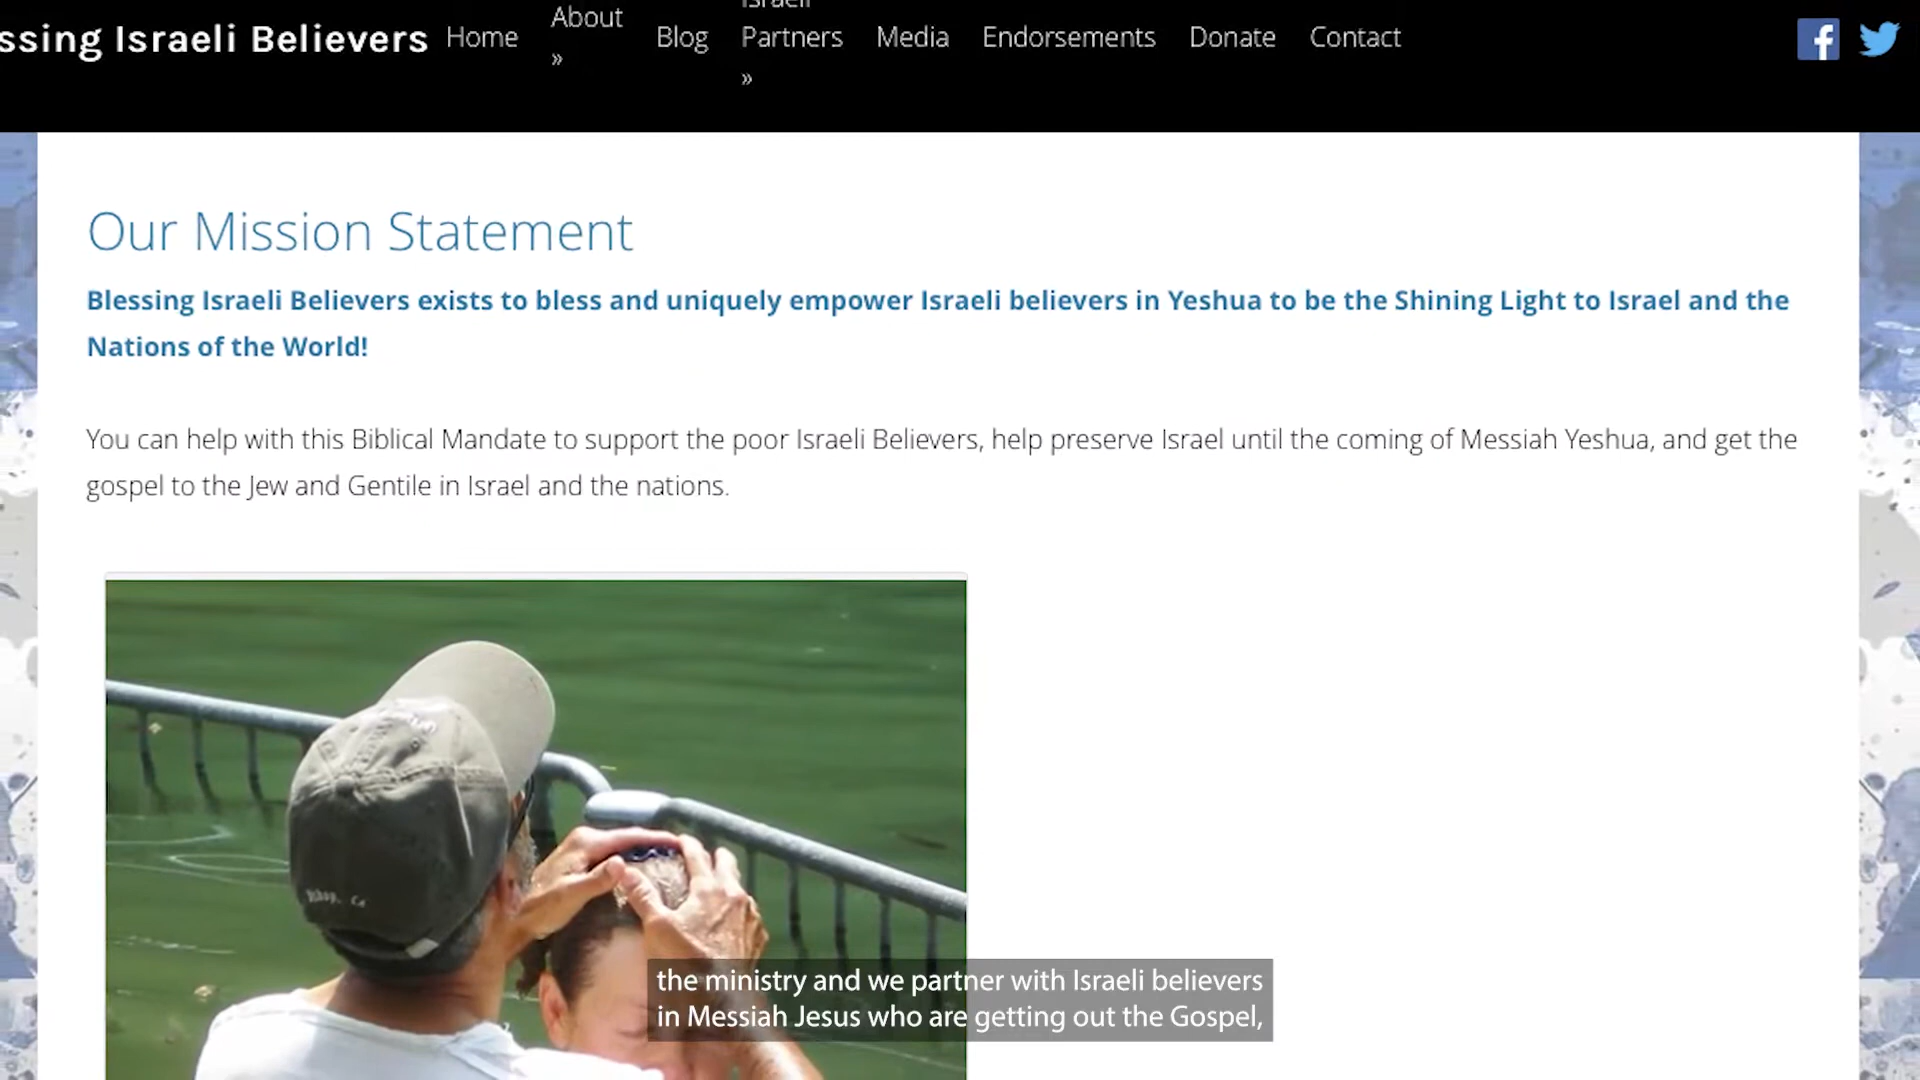 ssing Israeli Believers
Home
About
»
Blog
Israeli
Partners
»
Media
Endorsements
Donate
Contact
Our Mission Statement
Blessing Israeli Believers exists to bless and uniquely empower Israeli believers in Yeshua to be the Shining Light to Israel and the
Nations of the World!
You can help with this Biblical Mandate to support the poor Israeli Believers, help preserve Israel until the coming of Messiah Yeshua, and get the
gospel to the Jew and Gentile in Israel and the nations.
Bishop, Ca
the ministry and we partner with Israeli believers
in Messiah Jesus who are getting out the Gospel,